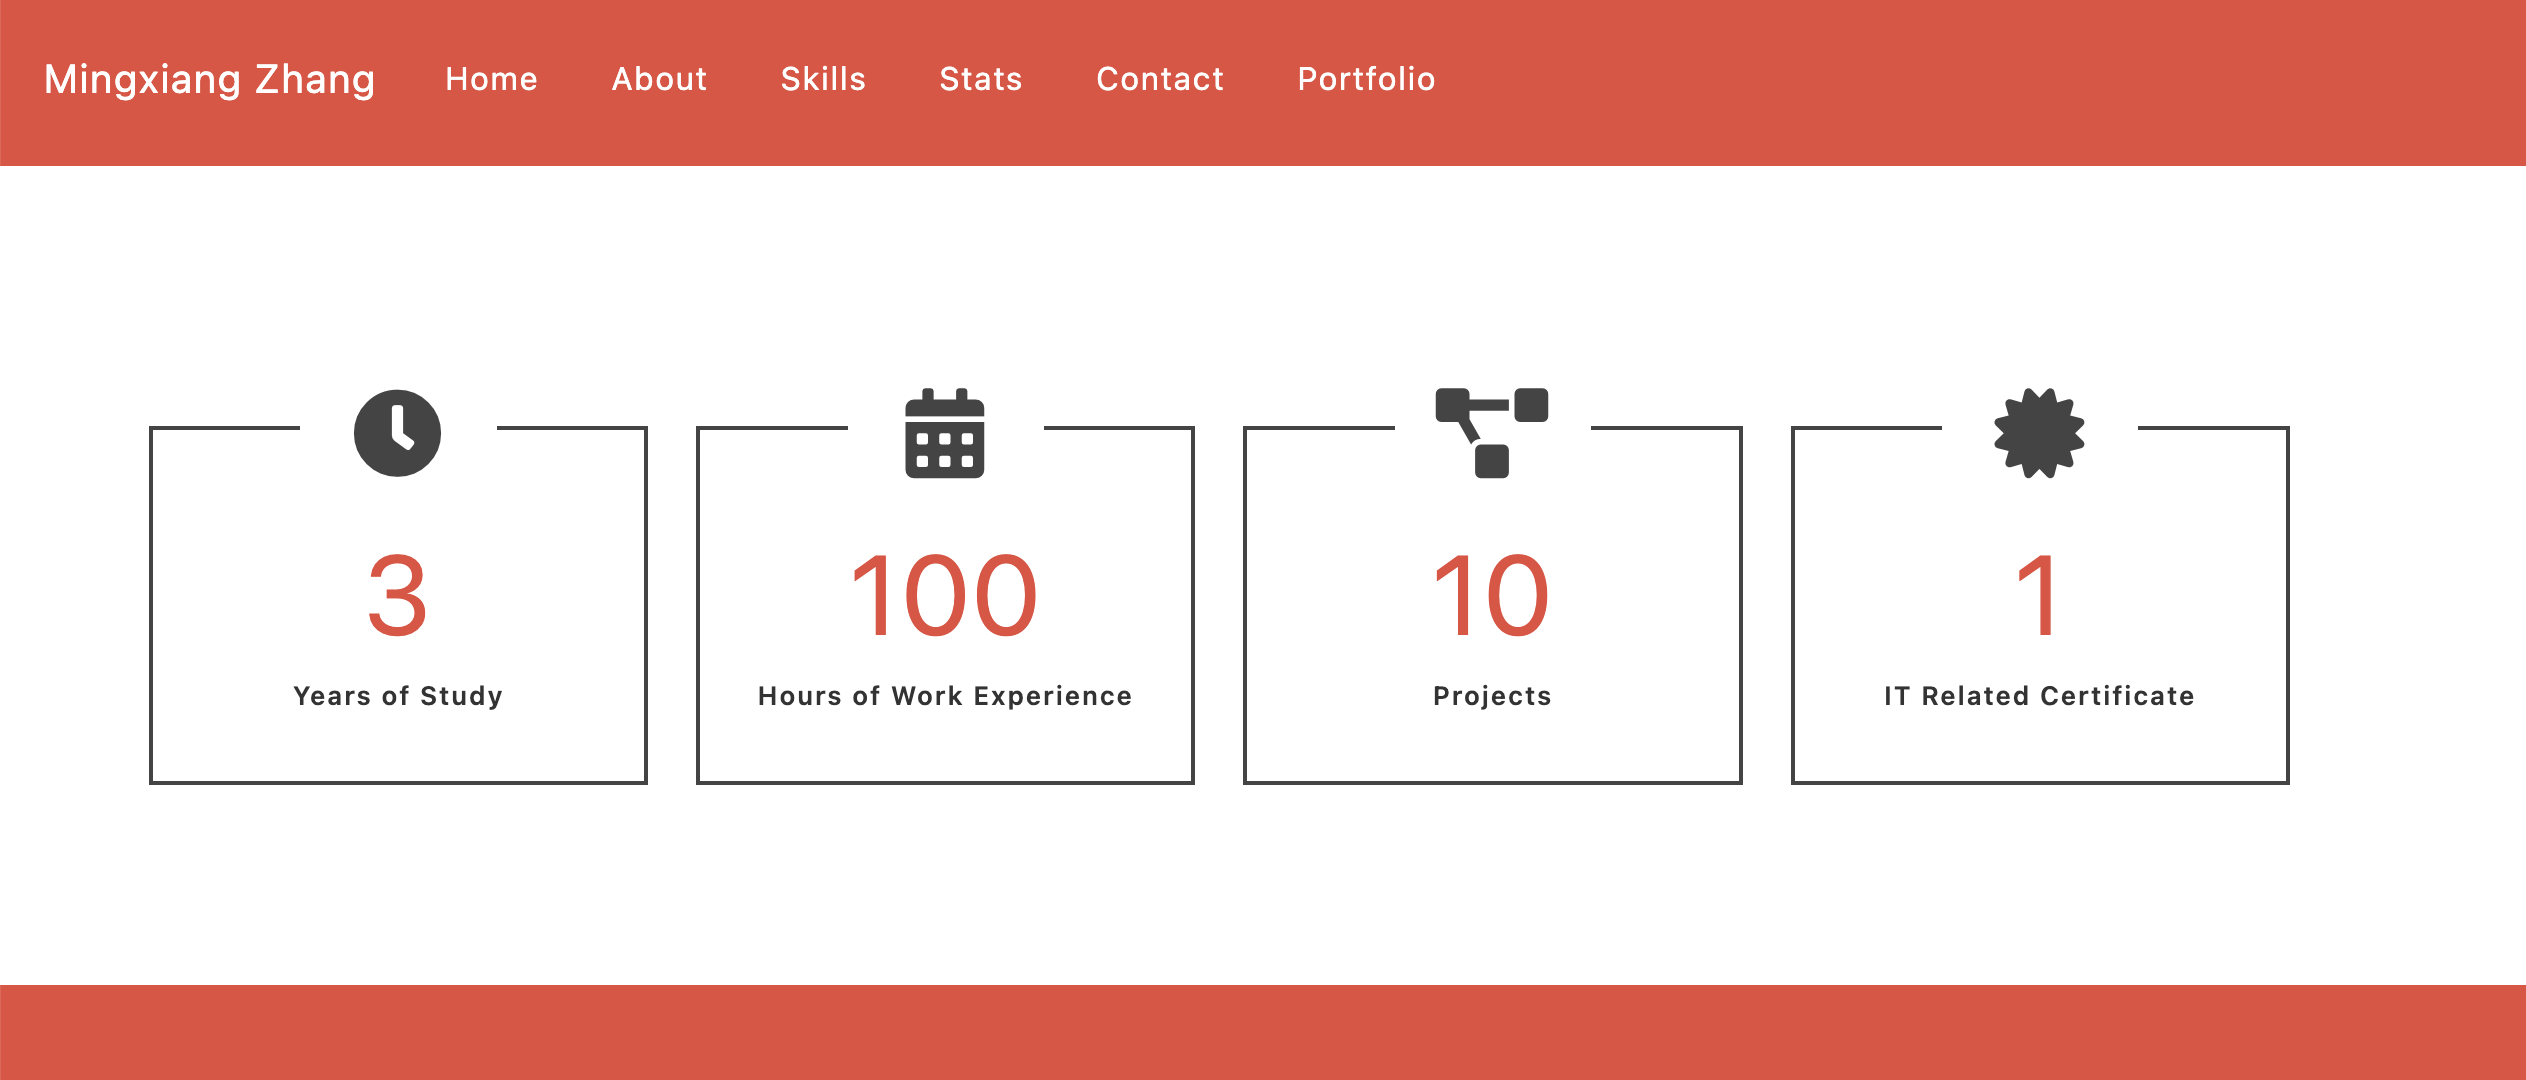 Mingxiang Zhang Home About Skills Stats Contact Portfolio
3 100 10 1
Years of Study Hours of Work Experience Projects IT Related Certificate